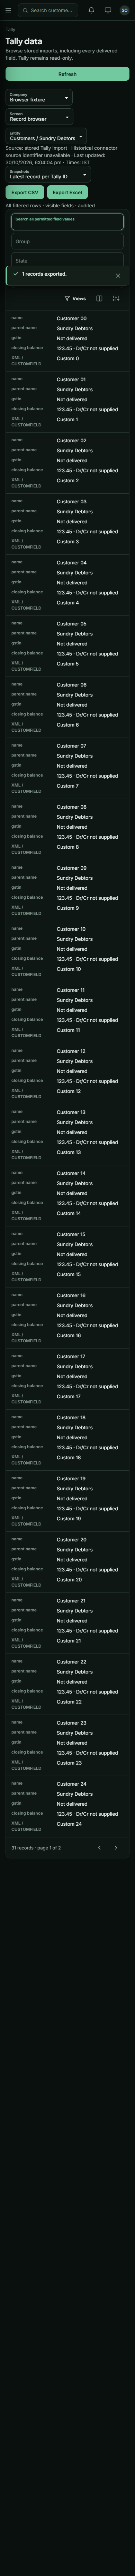 Search custome...
SO
Tally
Tally data
Browse stored imports, including every delivered
field. Tally remains read-only.
Refresh
Company
Browser fixture
Screen
Record browser
Entity
Customers / Sundry Debtors
Source: stored Tally import · Historical connector
source identifier unavailable · Last updated:
30/10/2026, 6:04:04 pm · Times: IST
Snapshots
Latest record per Tally ID
Export CSV
Export Excel
All filtered rows · visible fields · audited
Search all permitted field values
Group
State
1 records exported.
Views
name Customer 00
parent name Sundry Debtors
gstin Not delivered
closing balance 123.45 · Dr/Cr not supplied
XML / CUSTOMFIELD Custom 0
name Customer 01
parent name Sundry Debtors
gstin Not delivered
closing balance 123.45 · Dr/Cr not supplied
XML / CUSTOMFIELD Custom 1
name Customer 02
parent name Sundry Debtors
gstin Not delivered
closing balance 123.45 · Dr/Cr not supplied
XML / CUSTOMFIELD Custom 2
name Customer 03
parent name Sundry Debtors
gstin Not delivered
closing balance 123.45 · Dr/Cr not supplied
XML / CUSTOMFIELD Custom 3
name Customer 04
parent name Sundry Debtors
gstin Not delivered
closing balance 123.45 · Dr/Cr not supplied
XML / CUSTOMFIELD Custom 4
name Customer 05
parent name Sundry Debtors
gstin Not delivered
closing balance 123.45 · Dr/Cr not supplied
XML / CUSTOMFIELD Custom 5
name Customer 06
parent name Sundry Debtors
gstin Not delivered
closing balance 123.45 · Dr/Cr not supplied
XML / CUSTOMFIELD Custom 6
name Customer 07
parent name Sundry Debtors
gstin Not delivered
closing balance 123.45 · Dr/Cr not supplied
XML / CUSTOMFIELD Custom 7
name Customer 08
parent name Sundry Debtors
gstin Not delivered
closing balance 123.45 · Dr/Cr not supplied
XML / CUSTOMFIELD Custom 8
name Customer 09
parent name Sundry Debtors
gstin Not delivered
closing balance 123.45 · Dr/Cr not supplied
XML / CUSTOMFIELD Custom 9
name Customer 10
parent name Sundry Debtors
gstin Not delivered
closing balance 123.45 · Dr/Cr not supplied
XML / CUSTOMFIELD Custom 10
name Customer 11
parent name Sundry Debtors
gstin Not delivered
closing balance 123.45 · Dr/Cr not supplied
XML / CUSTOMFIELD Custom 11
name Customer 12
parent name Sundry Debtors
gstin Not delivered
closing balance 123.45 · Dr/Cr not supplied
XML / CUSTOMFIELD Custom 12
name Customer 13
parent name Sundry Debtors
gstin Not delivered
closing balance 123.45 · Dr/Cr not supplied
XML / CUSTOMFIELD Custom 13
name Customer 14
parent name Sundry Debtors
gstin Not delivered
closing balance 123.45 · Dr/Cr not supplied
XML / CUSTOMFIELD Custom 14
name Customer 15
parent name Sundry Debtors
gstin Not delivered
closing balance 123.45 · Dr/Cr not supplied
XML / CUSTOMFIELD Custom 15
name Customer 16
parent name Sundry Debtors
gstin Not delivered
closing balance 123.45 · Dr/Cr not supplied
XML / CUSTOMFIELD Custom 16
name Customer 17
parent name Sundry Debtors
gstin Not delivered
closing balance 123.45 · Dr/Cr not supplied
XML / CUSTOMFIELD Custom 17
name Customer 18
parent name Sundry Debtors
gstin Not delivered
closing balance 123.45 · Dr/Cr not supplied
XML / CUSTOMFIELD Custom 18
name Customer 19
parent name Sundry Debtors
gstin Not delivered
closing balance 123.45 · Dr/Cr not supplied
XML / CUSTOMFIELD Custom 19
name Customer 20
parent name Sundry Debtors
gstin Not delivered
closing balance 123.45 · Dr/Cr not supplied
XML / CUSTOMFIELD Custom 20
name Customer 21
parent name Sundry Debtors
gstin Not delivered
closing balance 123.45 · Dr/Cr not supplied
XML / CUSTOMFIELD Custom 21
name Customer 22
parent name Sundry Debtors
gstin Not delivered
closing balance 123.45 · Dr/Cr not supplied
XML / CUSTOMFIELD Custom 22
name Customer 23
parent name Sundry Debtors
gstin Not delivered
closing balance 123.45 · Dr/Cr not supplied
XML / CUSTOMFIELD Custom 23
name Customer 24
parent name Sundry Debtors
gstin Not delivered
closing balance 123.45 · Dr/Cr not supplied
XML / CUSTOMFIELD Custom 24
31 records · page 1 of 2